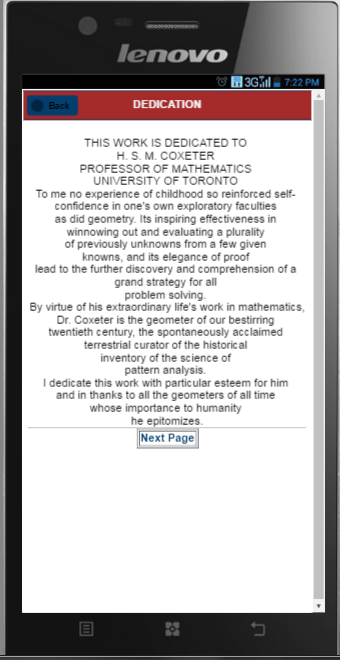 lenovo
3G 7:22 PM
Back DEDICATION
THIS WORK IS DEDICATED TO
H. S. M. COXETER
PROFESSOR OF MATHEMATICS
UNIVERSITY OF TORONTO
To me no experience of childhood so reinforced self-
confidence in one's own exploratory faculties
as did geometry. Its inspiring effectiveness in
winnowing out and evaluating a plurality
of previously unknowns from a few given
knowns, and its elegance of proof
lead to the further discovery and comprehension of a
grand strategy for all
problem solving.
By virtue of his extraordinary life's work in mathematics,
Dr. Coxeter is the geometer of our bestirring
twentieth century, the spontaneously acclaimed
terrestrial curator of the historical
inventory of the science of
pattern analysis.
I dedicate this work with particular esteem for him
and in thanks to all the geometers of all time
whose importance to humanity
he epitomizes.
Next Page